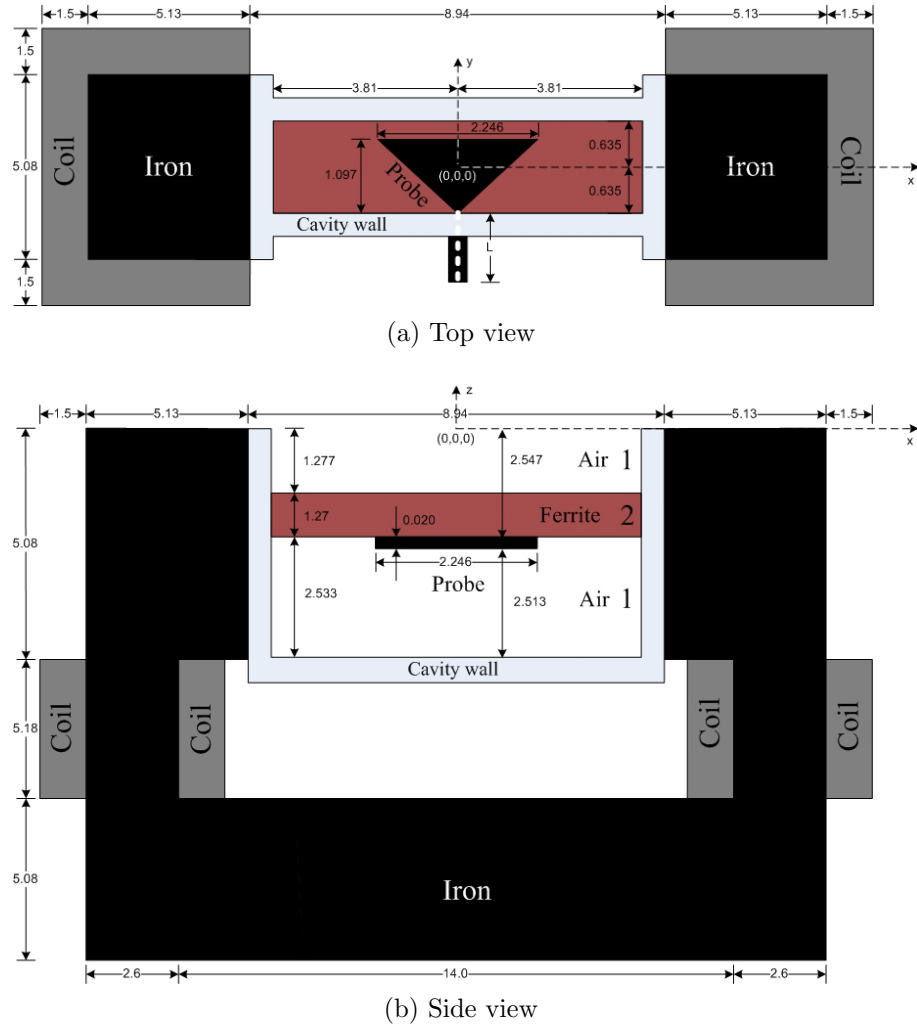 1.5 5.13 8.94 5.13 1.5
1.5
y
3.81 3.81
2.246
0.635
Coil
Iron
5.08
1.097
Probe
(0,0,0)
Iron
Coil
x
0.635
Cavity wall
L
1.5
(a) Top view
z
1.5 5.13 8.94 5.13 1.5
(0,0,0)
x
1.277
2.547
Air 1
1.27
0.020
Ferrite 2
5.08
2.246
Probe
2.533
2.513
Air 1
Cavity wall
5.18
Coil
Coil
Coil
Coil
5.08
Iron
2.6 14.0 2.6
(b) Side view